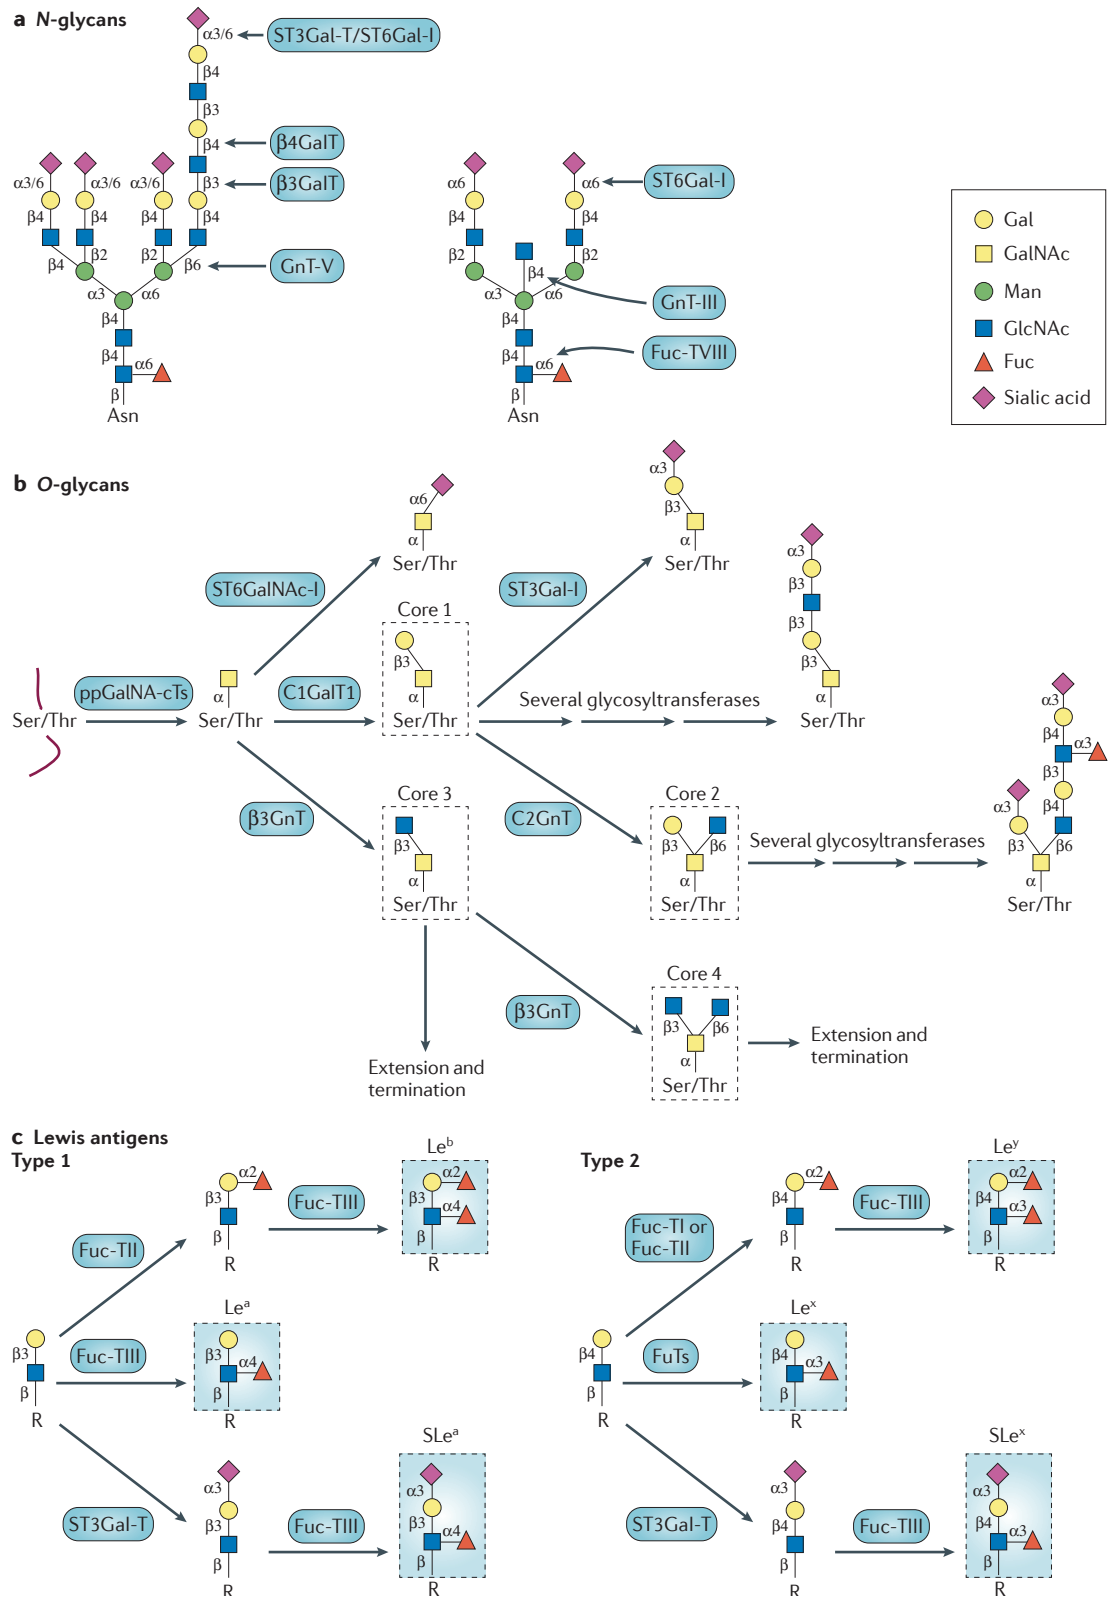 a N-glycans
α3/6
ST3Gal-T/ST6Gal-I
β4
β3
β4
β4GalT
β3
β3GalT
α3/6
α3/6
α3/6
β4
β4
β4
β4
β4
β2
β2
β6
GnT-V
α3
α6
β4
β4
α6
β
Asn
α6
α6
ST6Gal-I
β4
β4
β2
β4
β2
α3
α6
GnT-III
β4
β4
α6
Fuc-TVIII
β
Asn
Gal
GalNAc
Man
GlcNAc
Fuc
Sialic acid
b O-glycans
α6
α
Ser/Thr
α3
β3
α
Ser/Thr
ST6GalNAc-I
ST3Gal-I
α3
β3
β3
β3
α
Ser/Thr
Core 1
β3
α
Ser/Thr
Ser/Thr
ppGalNA-cTs
α
Ser/Thr
C1GalT1
Several glycosyltransferases
β3GnT
Core 3
β3
α
Ser/Thr
C2GnT
Core 2
β3
β6
α
Ser/Thr
Several glycosyltransferases
α3
β4
α3
β3
α3
β4
β3
β6
α
Ser/Thr
β3GnT
Core 4
β3
β6
α
Ser/Thr
Extension and
termination
Extension and
termination
c Lewis antigens
Type 1
β3
β
R
Fuc-TII
α2
β3
β
R
Fuc-TIII
Leᵇ
α2
β3
α4
β
R
Fuc-TIII
Leᵃ
β3
α4
β
R
ST3Gal-T
α3
β3
β
R
Fuc-TIII
SLeᵃ
α3
β3
α4
β
R
Type 2
β4
β
R
Fuc-TI or
Fuc-TII
α2
β4
β
R
Fuc-TIII
Leʸ
α2
β4
α3
β
R
FuTs
Leˣ
β4
α3
β
R
ST3Gal-T
α3
β4
β
R
Fuc-TIII
SLeˣ
α3
β4
α3
β
R